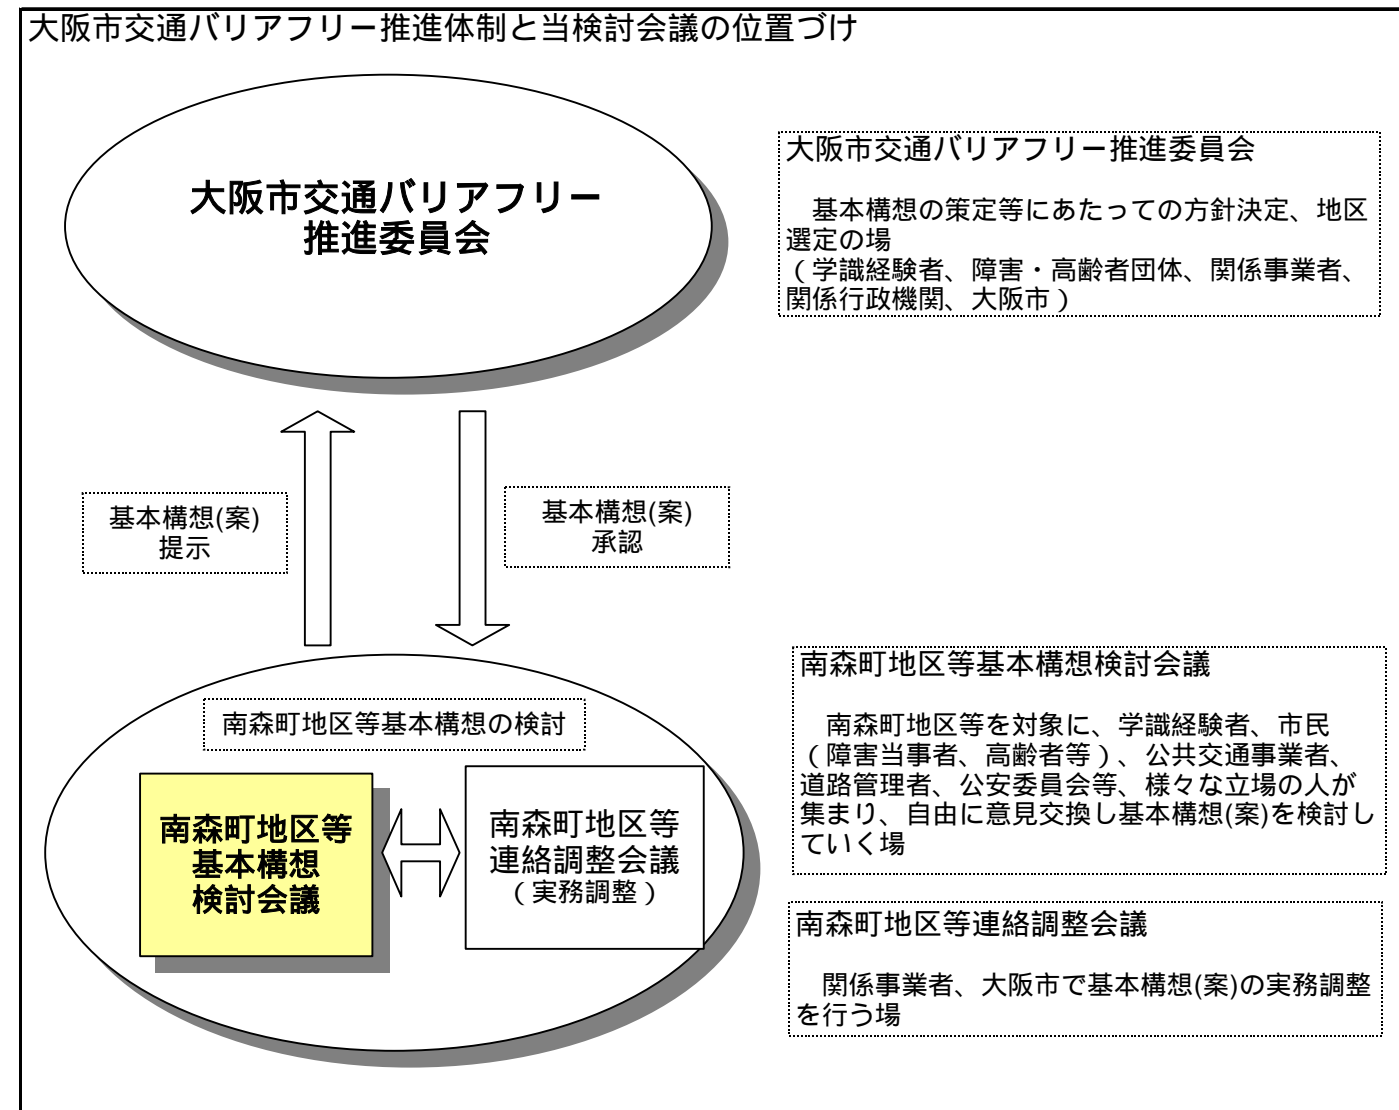 大阪市交通バリアフリー推進体制と当検討会議の位置づけ
大阪市交通バリアフリー
推進委員会
大阪市交通バリアフリー推進委員会
基本構想の策定等にあたっての方針決定、地区
選定の場
（学識経験者、障害・高齢者団体、関係事業者、
関係行政機関、大阪市）
基本構想(案)
提示
基本構想(案)
承認
南森町地区等基本構想の検討
南森町地区等
基本構想
検討会議
南森町地区等
連絡調整会議
（実務調整）
南森町地区等基本構想検討会議
南森町地区等を対象に、学識経験者、市民
（障害当事者、高齢者等）、公共交通事業者、
道路管理者、公安委員会等、様々な立場の人が
集まり、自由に意見交換し基本構想(案)を検討し
ていく場
南森町地区等連絡調整会議
関係事業者、大阪市で基本構想(案)の実務調整
を行う場